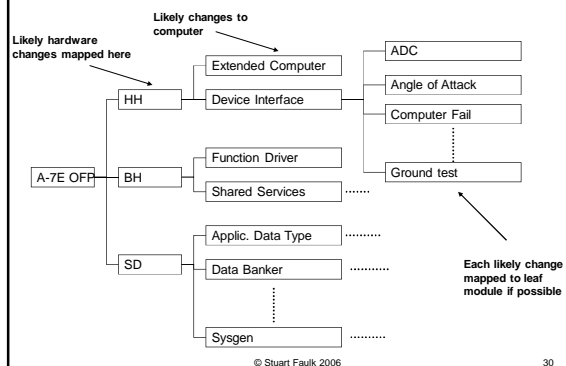 Likely changes to
computer
Likely hardware
changes mapped here
ADC
Extended Computer
Angle of Attack
HH
Device Interface
Computer Fail
Function Driver
A-7E OFP
BH
Ground test
Shared Services
Applic. Data Type
SD
Data Banker
Each likely change
mapped to leaf
module if possible
Sysgen
© Stuart Faulk 2006
30